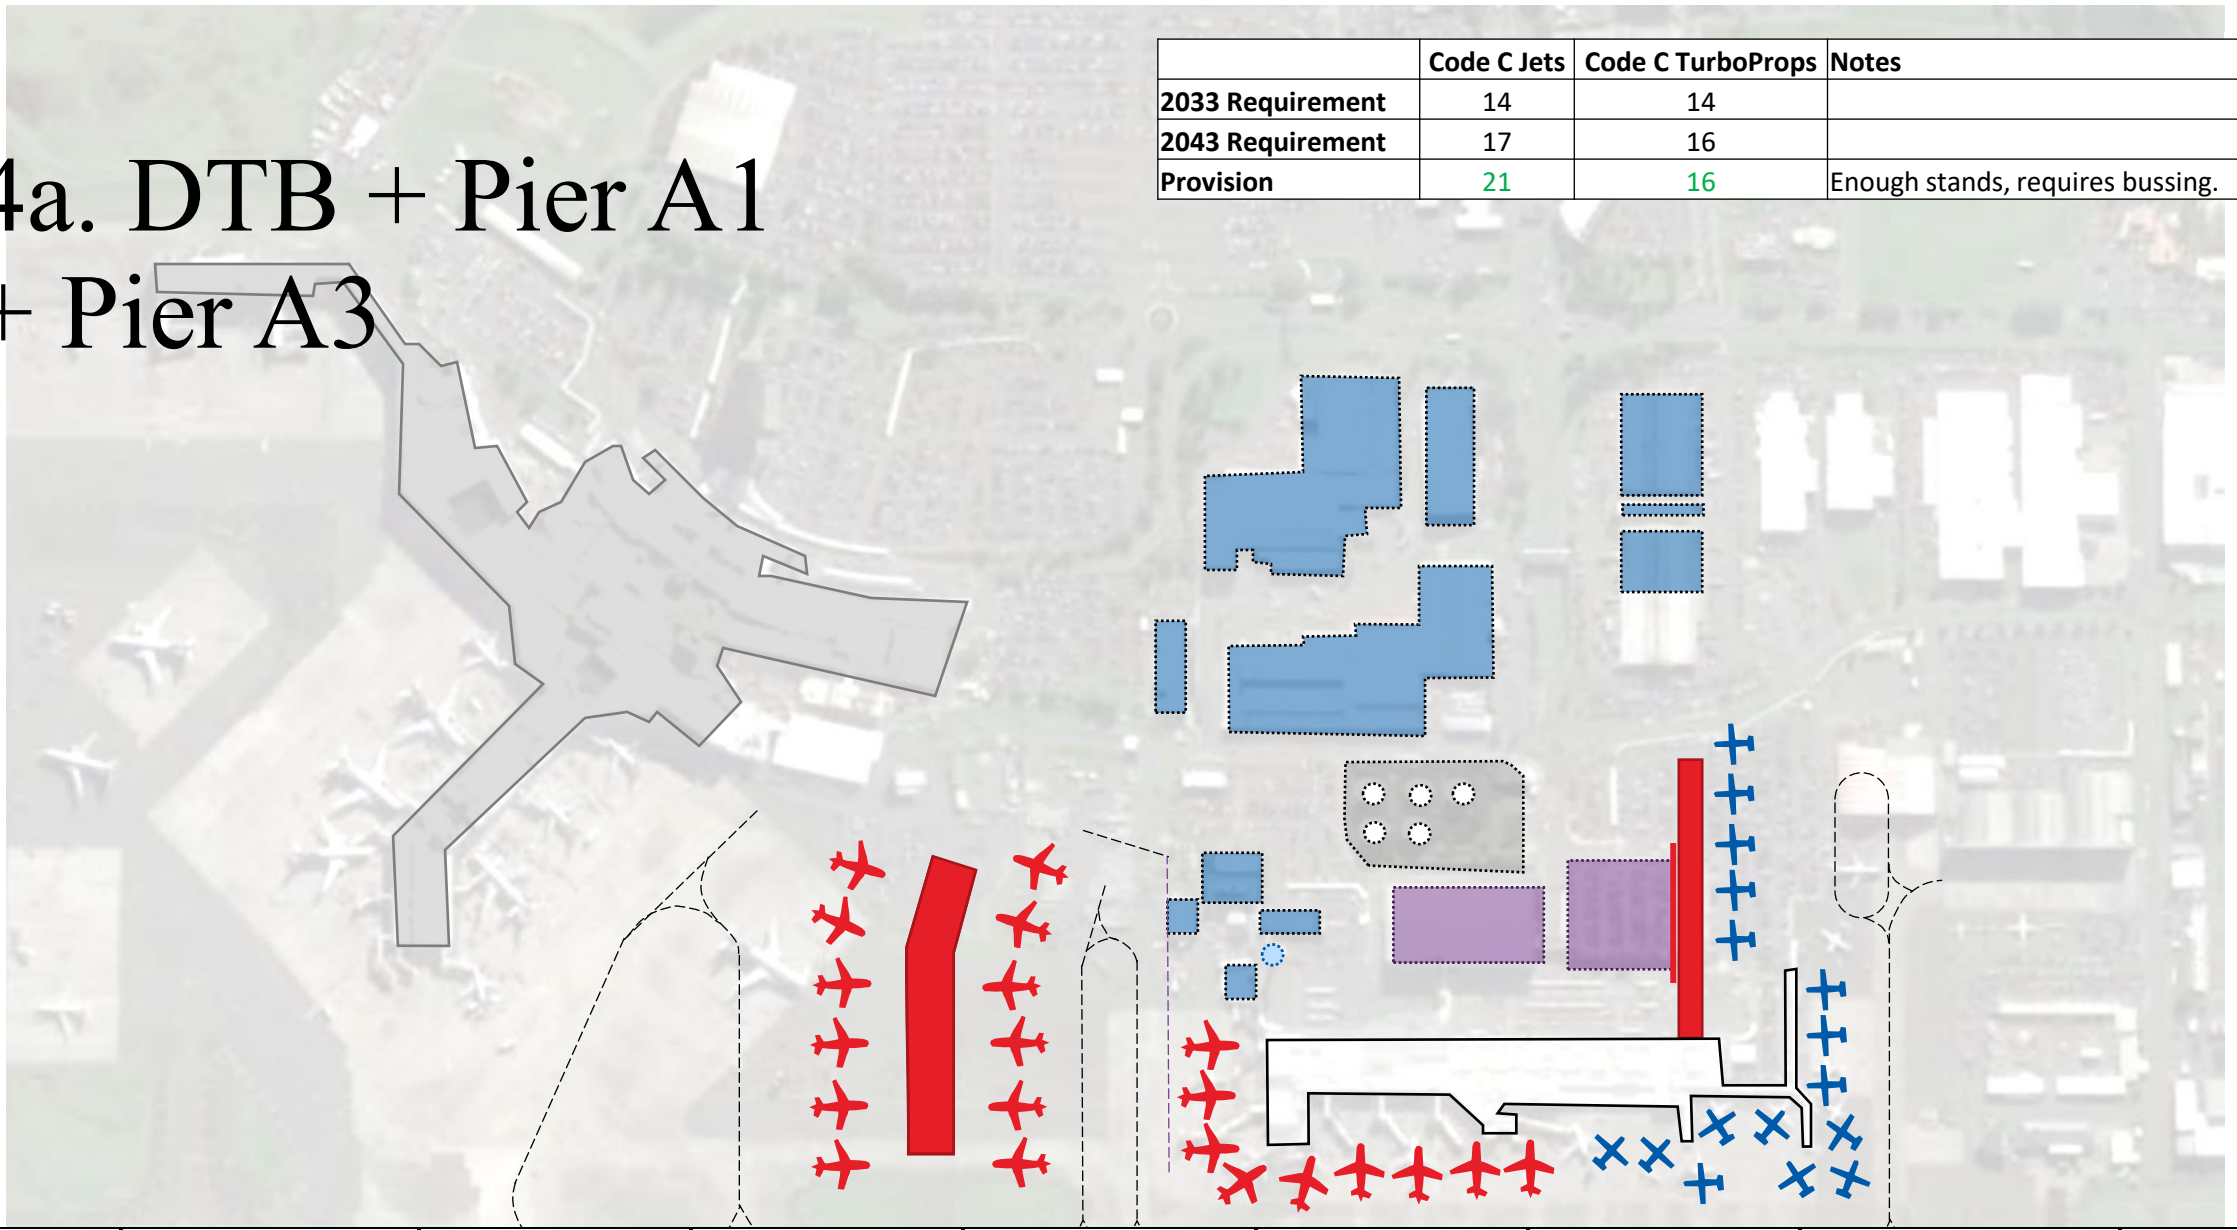 Code C Jets Code C TurboProps Notes
2033 Requirement 14 14
2043 Requirement 17 16
Provision 21 16 Enough stands, requires bussing.
4a. DTB + Pier A1
+ Pier A3